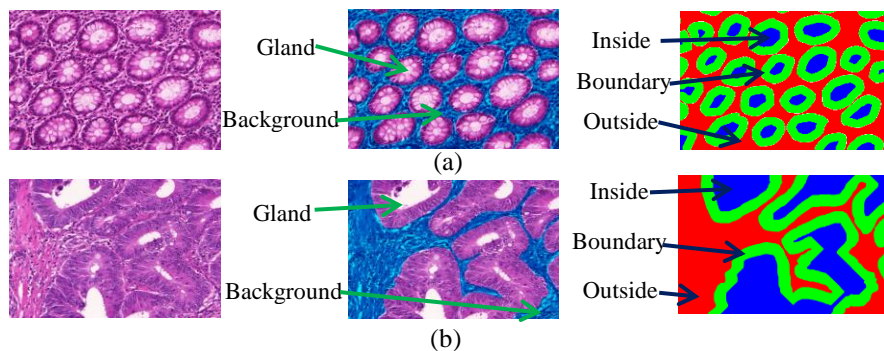 Gland
Background
Inside
Boundary
Outside
(a)
Gland
Background
Inside
Boundary
Outside
(b)